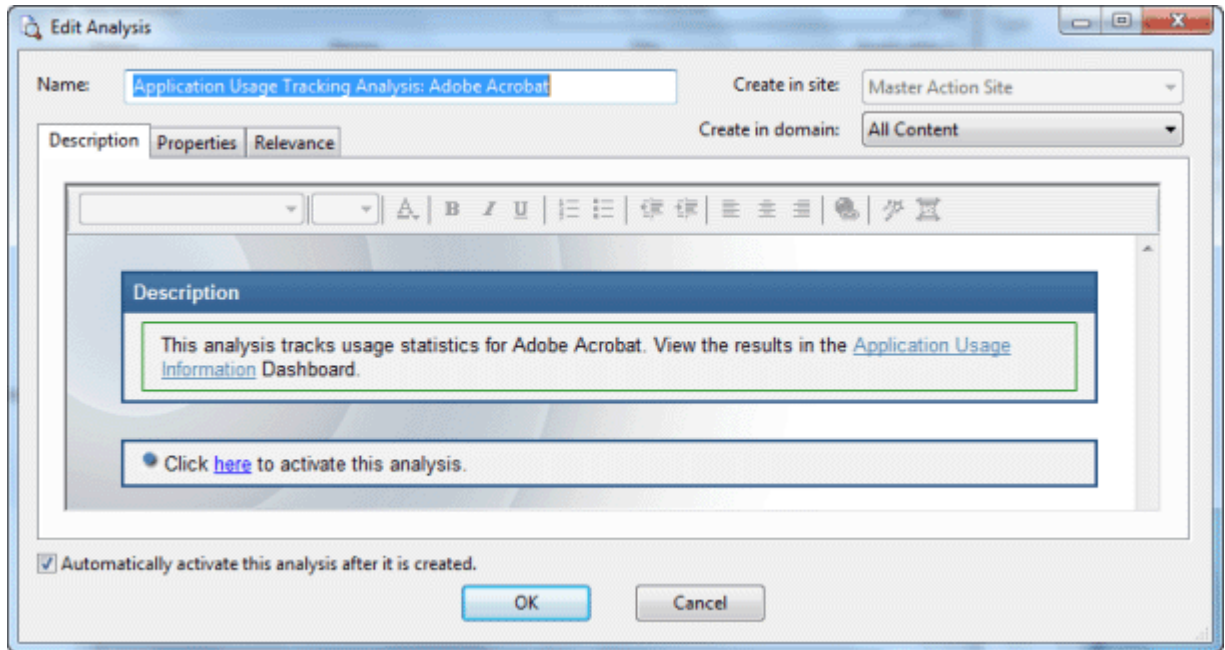 Edit Analysis
Name: Application Usage Tracking Analysis: Adobe Acrobat Create in site: Master Action Site
Create in domain: All Content
Description Properties Relevance
A B I U
Description
This analysis tracks usage statistics for Adobe Acrobat. View the results in the Application Usage
Information Dashboard.
Click here to activate this analysis.
Automatically activate this analysis after it is created.
OK Cancel